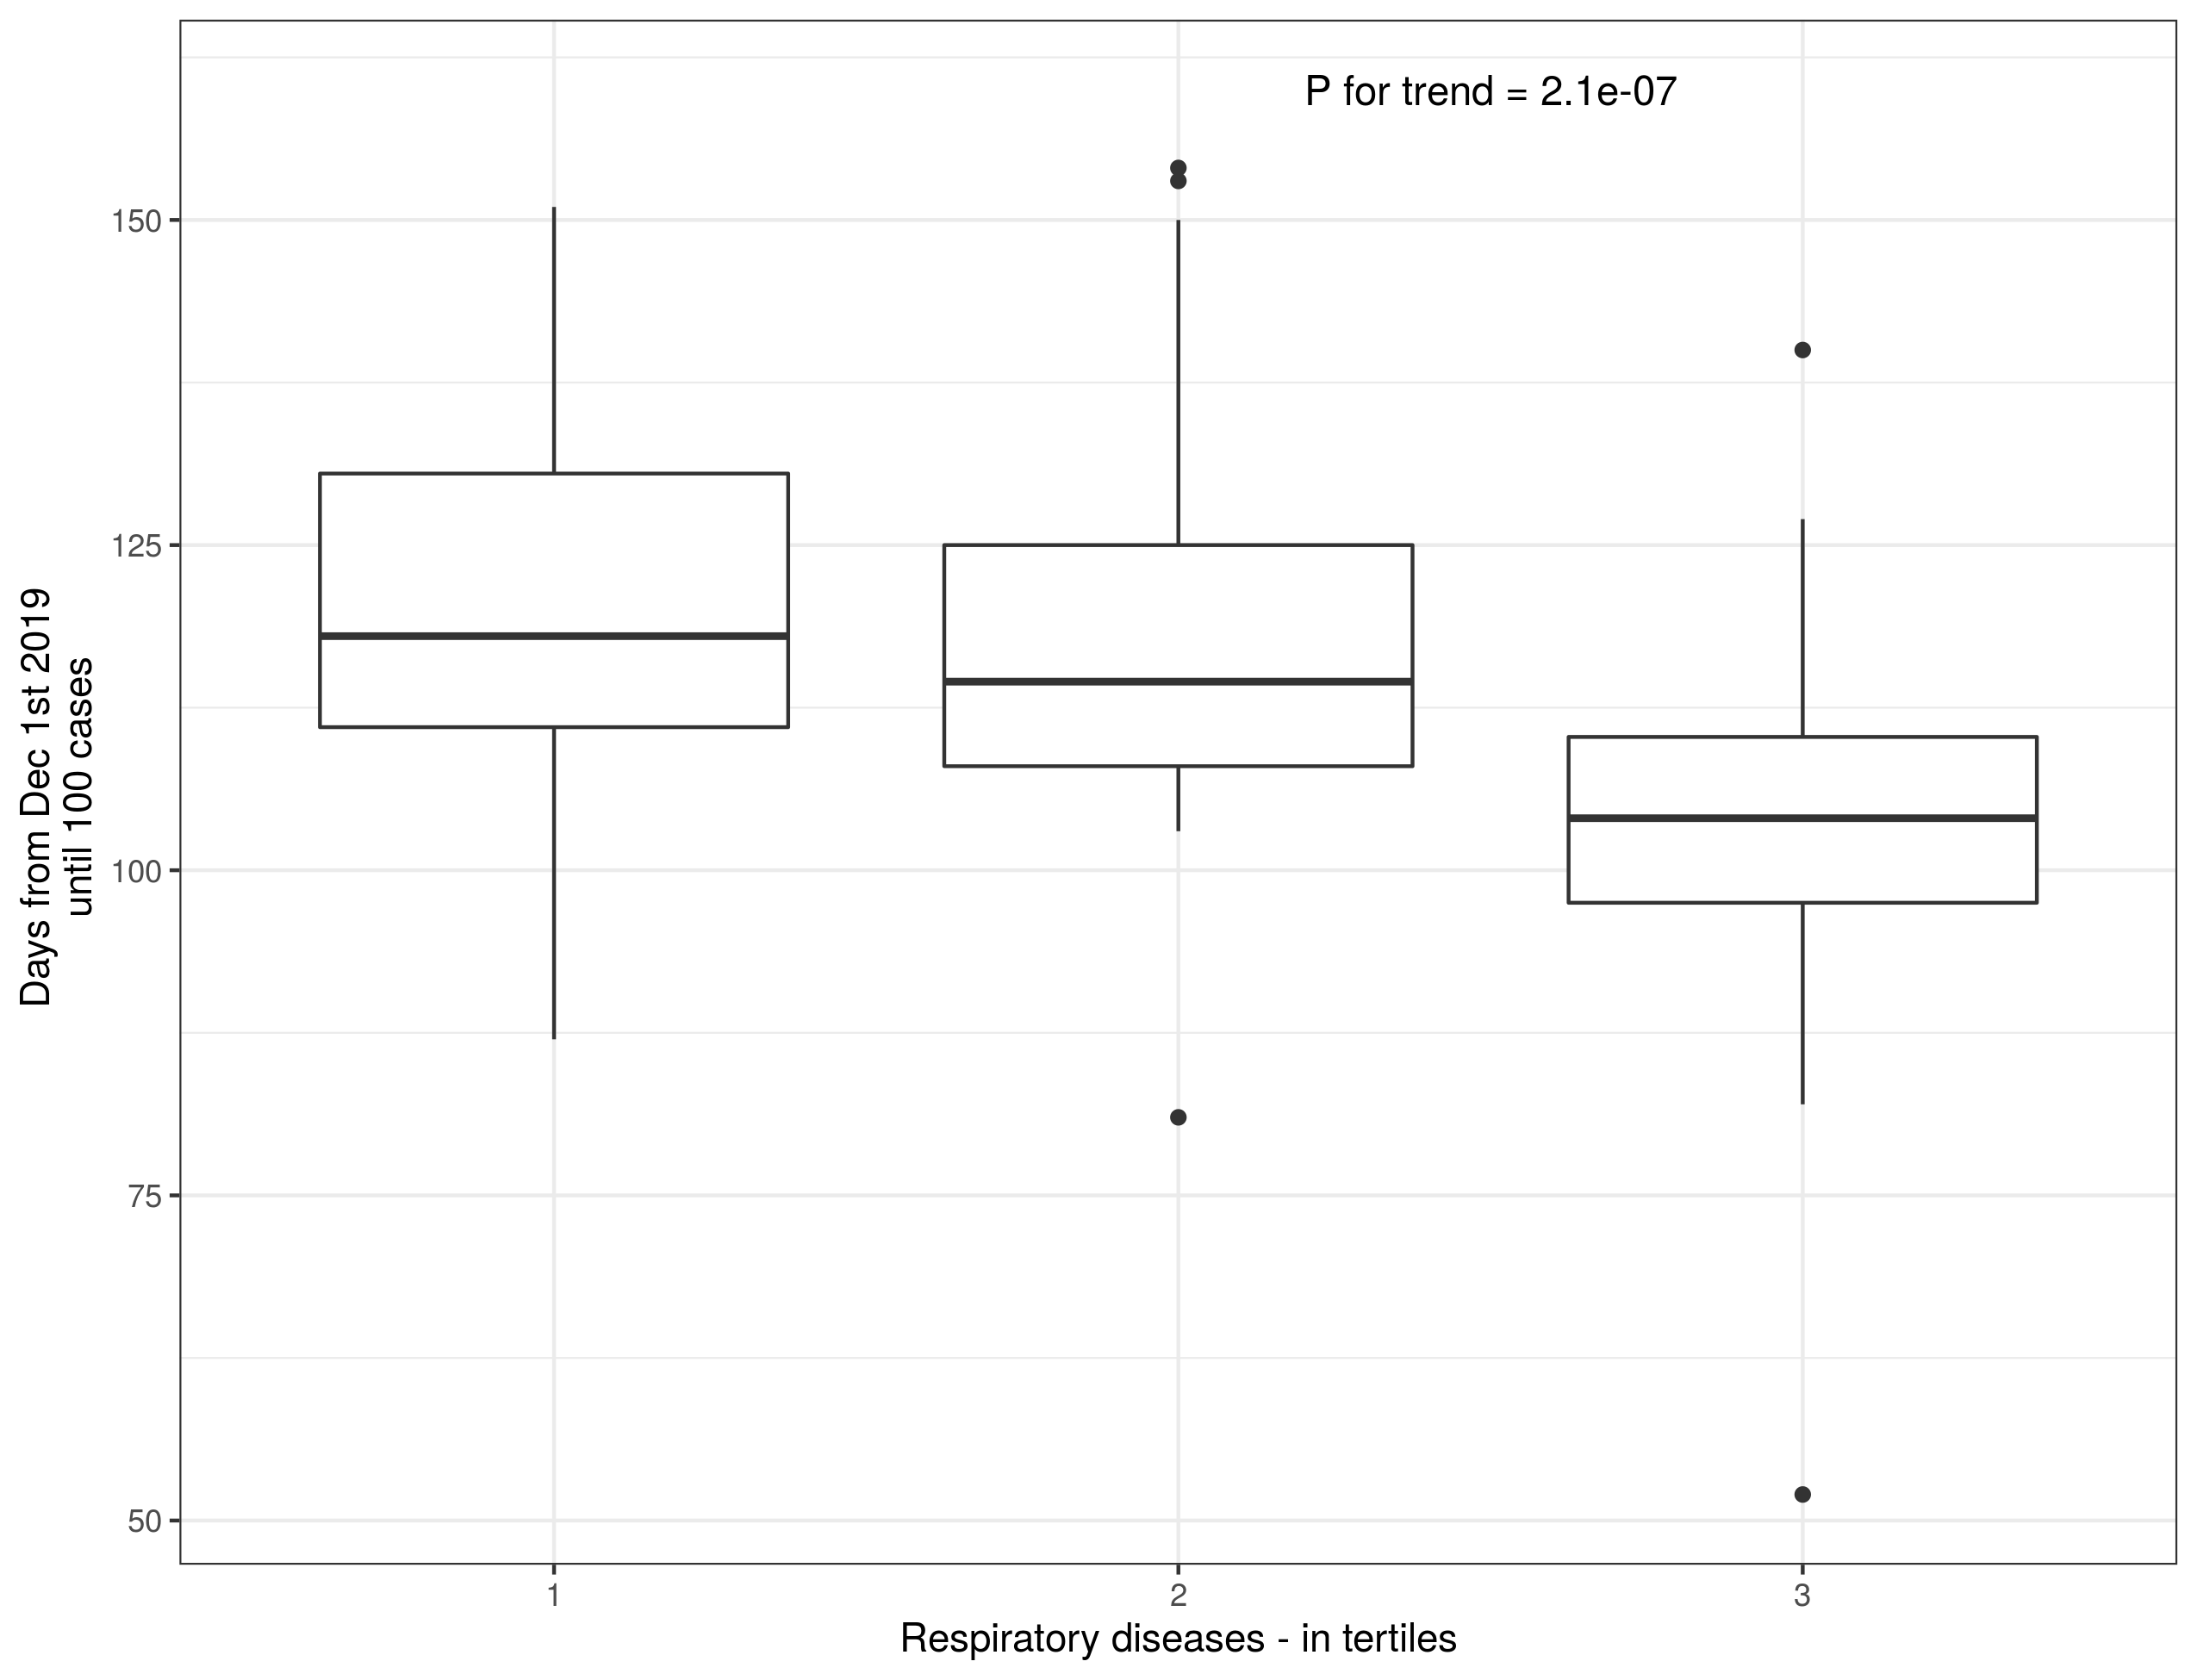 P for trend = 2.1e-07
150
125
100
75
50
Days from Dec 1st 2019
until 100 cases
1
2
3
Respiratory diseases - in tertiles